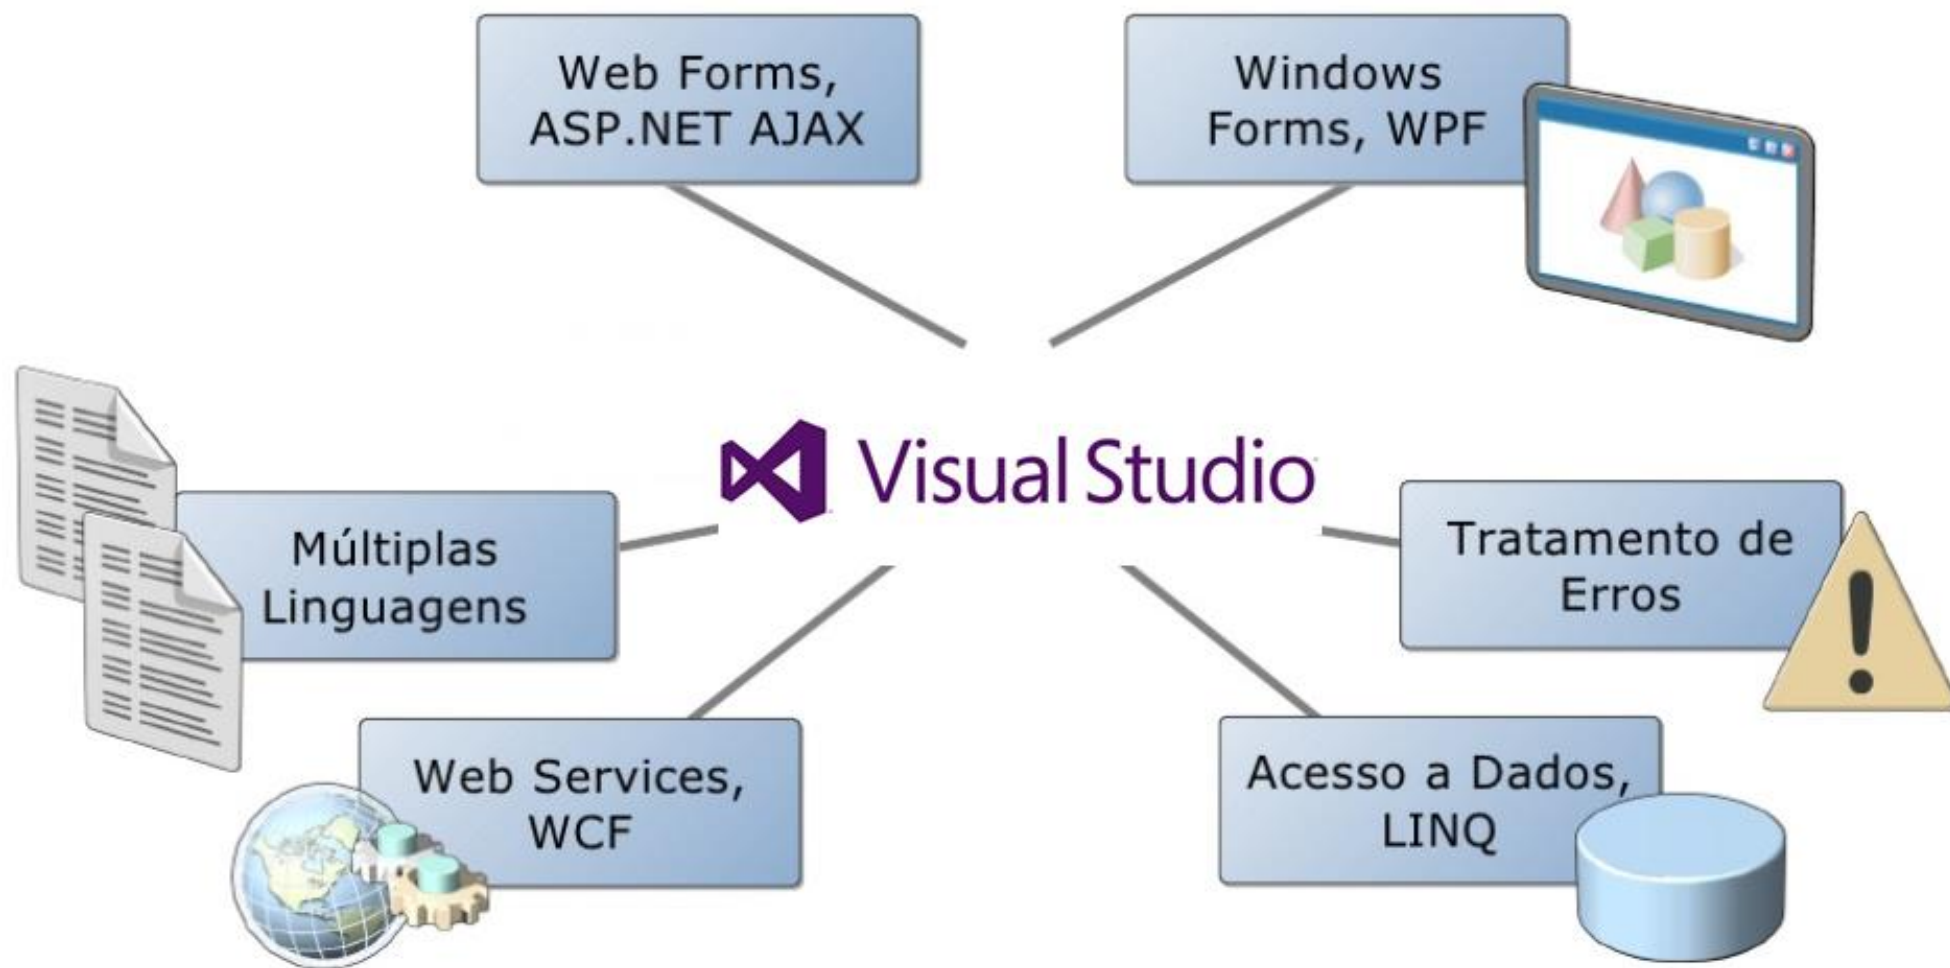 Web Forms,
ASP.NET AJAX
Windows
Forms, WPF
Visual Studio
Múltiplas
Linguagens
Tratamento de
Erros
Web Services,
WCF
Acesso a Dados,
LINQ